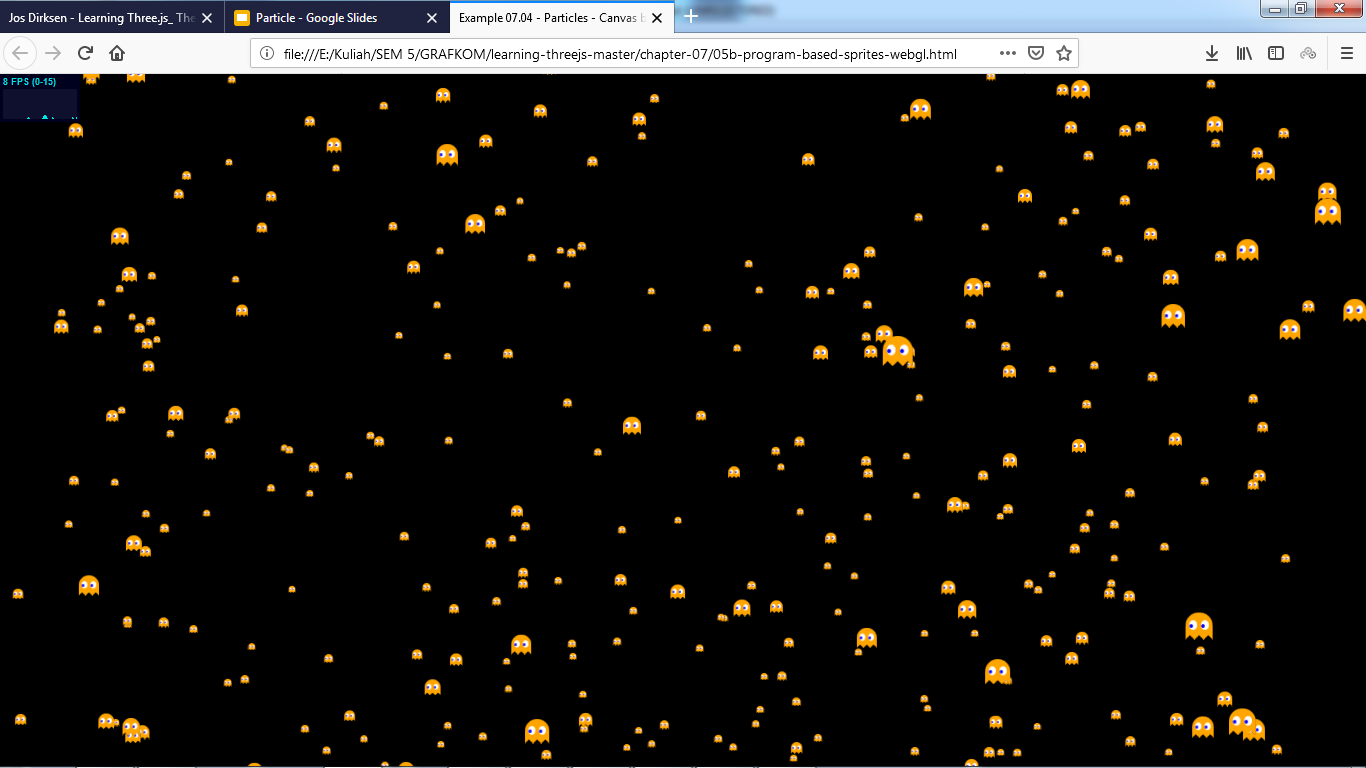 Jos Dirksen - Learning Three.js_ The
Particle - Google Slides
Example 07.04 - Particles - Canvas b
file:///E:/Kuliah/SEM 5/GRAFKOM/learning-threejs-master/chapter-07/05b-program-based-sprites-webgl.html
8 FPS (0-15)